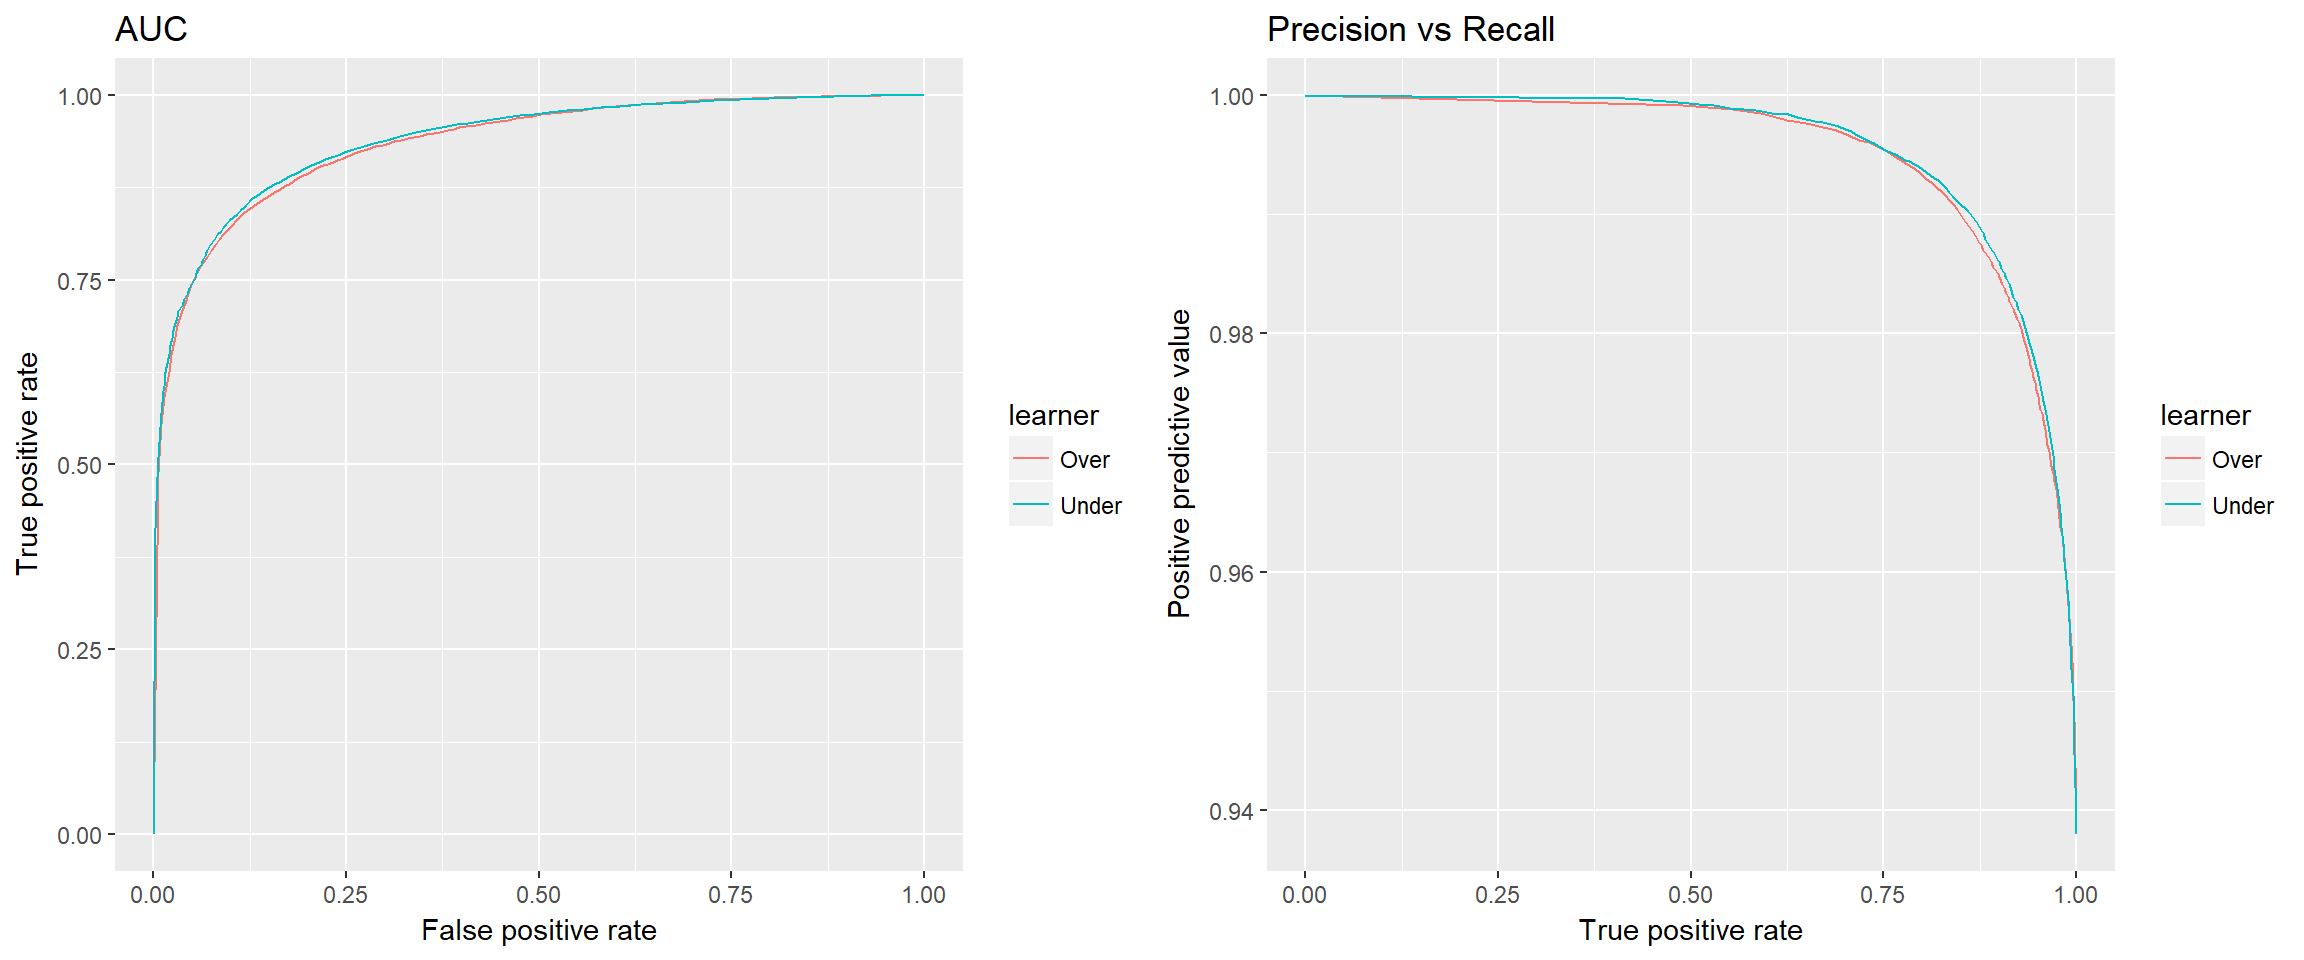 AUC
True positive rate
1.00
0.75
0.50
0.25
0.00
0.00 0.25 0.50 0.75 1.00
False positive rate
learner
Over
Under
Precision vs Recall
Positive predictive value
1.00
0.98
0.96
0.94
0.00 0.25 0.50 0.75 1.00
True positive rate
learner
Over
Under